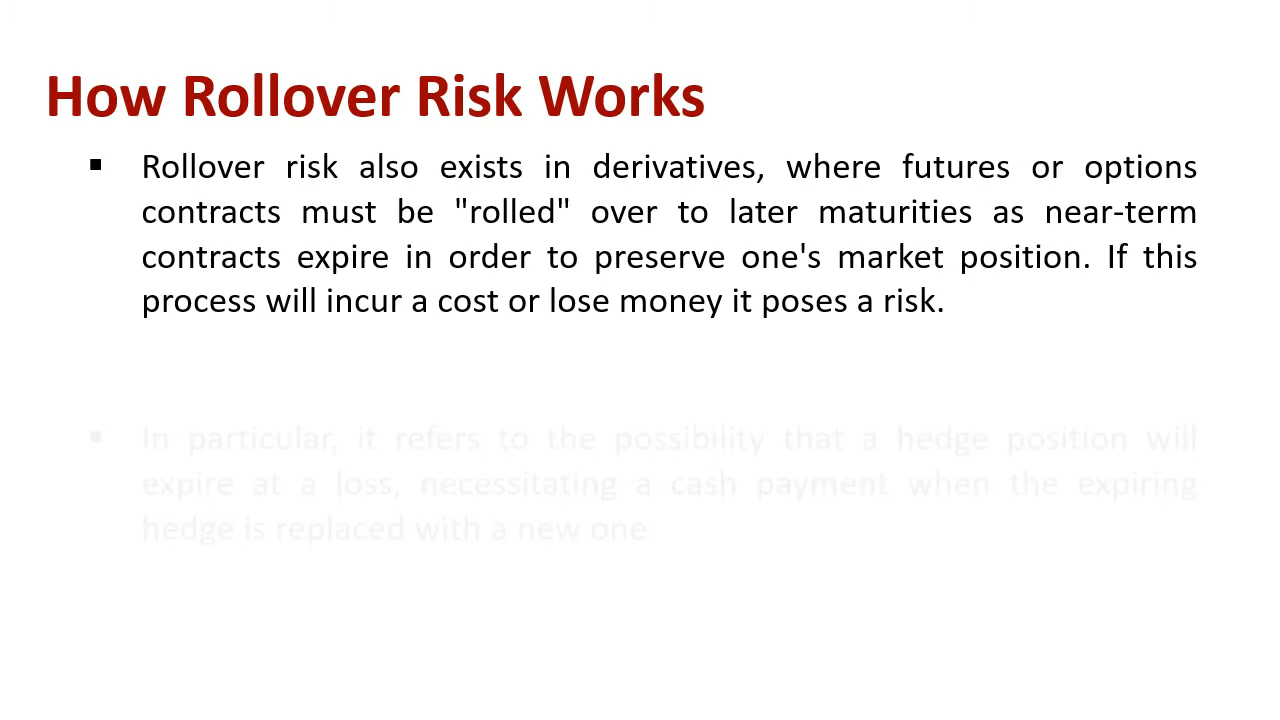 How Rollover Risk Works
▪ Rollover risk also exists in derivatives, where futures or options
contracts must be "rolled" over to later maturities as near-term
contracts expire in order to preserve one's market position. If this
process will incur a cost or lose money it poses a risk.
▪ In particular, it refers to the possibility that a hedge position will
expire at a loss, necessitating a cash payment when the expiring
hedge is replaced with a new one